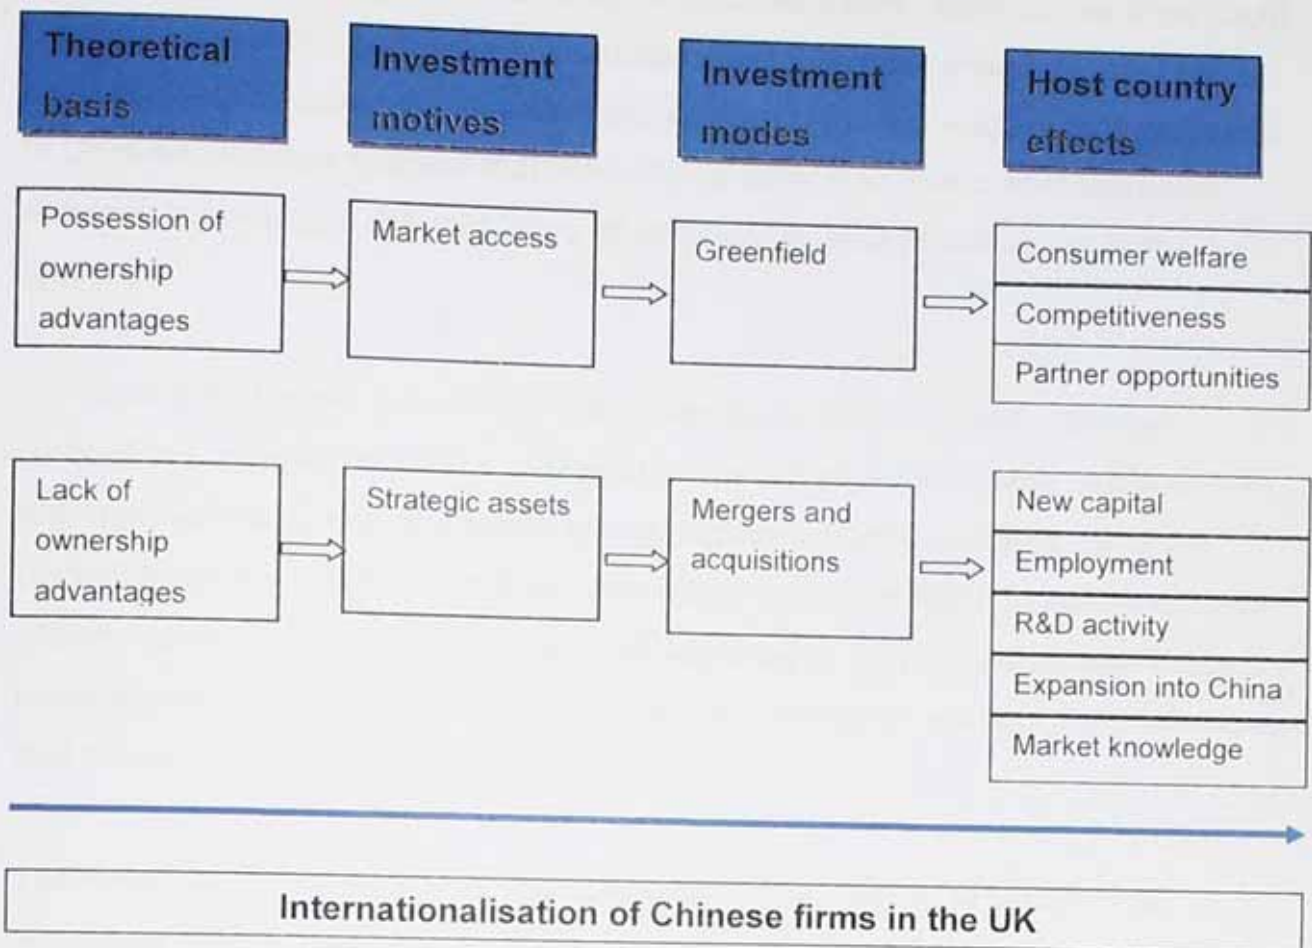 Theoretical
basis
Investment
motives
Investment
modes
Host country
effects
Possession of
ownership
advantages
Market access
Greenfield
Consumer welfare
Competitiveness
Partner opportunities
Lack of
ownership
advantages
Strategic assets
Mergers and
acquisitions
New capital
Employment
R&D activity
Expansion into China
Market knowledge
Internationalisation of Chinese firms in the UK